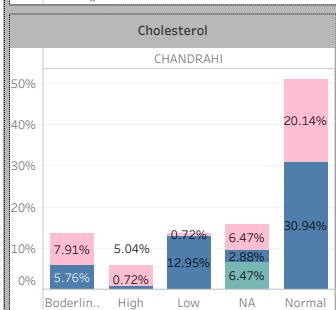 Cholesterol
CHANDRAHI
50%
40%
20.14%
30%
30.94%
20%
0.72%
6.47%
7.91%
5.04%
10%
2.88%
12.95%
5.76%
0.72%
6.47%
0%
Boderlin..
High
Low
NA
Normal